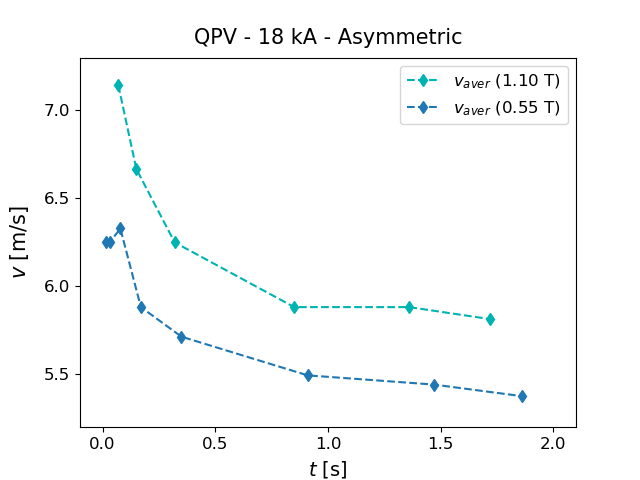 QPV - 18 kA - Asymmetric
v_aver (1.10 T)
v_aver (0.55 T)
7.0
6.5
6.0
5.5
v [m/s]
0.0 0.5 1.0 1.5 2.0
t [s]